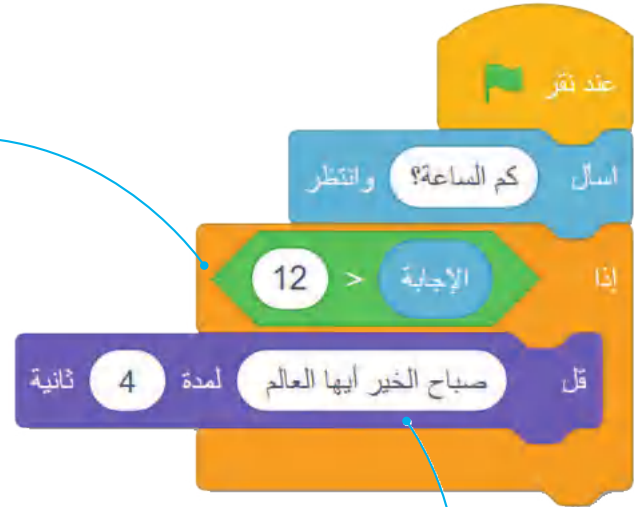 عند نقر
اسأل كم الساعة؟ وانتظر
إذا الإجابة < 12
قل صباح الخير أيها العالم لمدة 4 ثانية